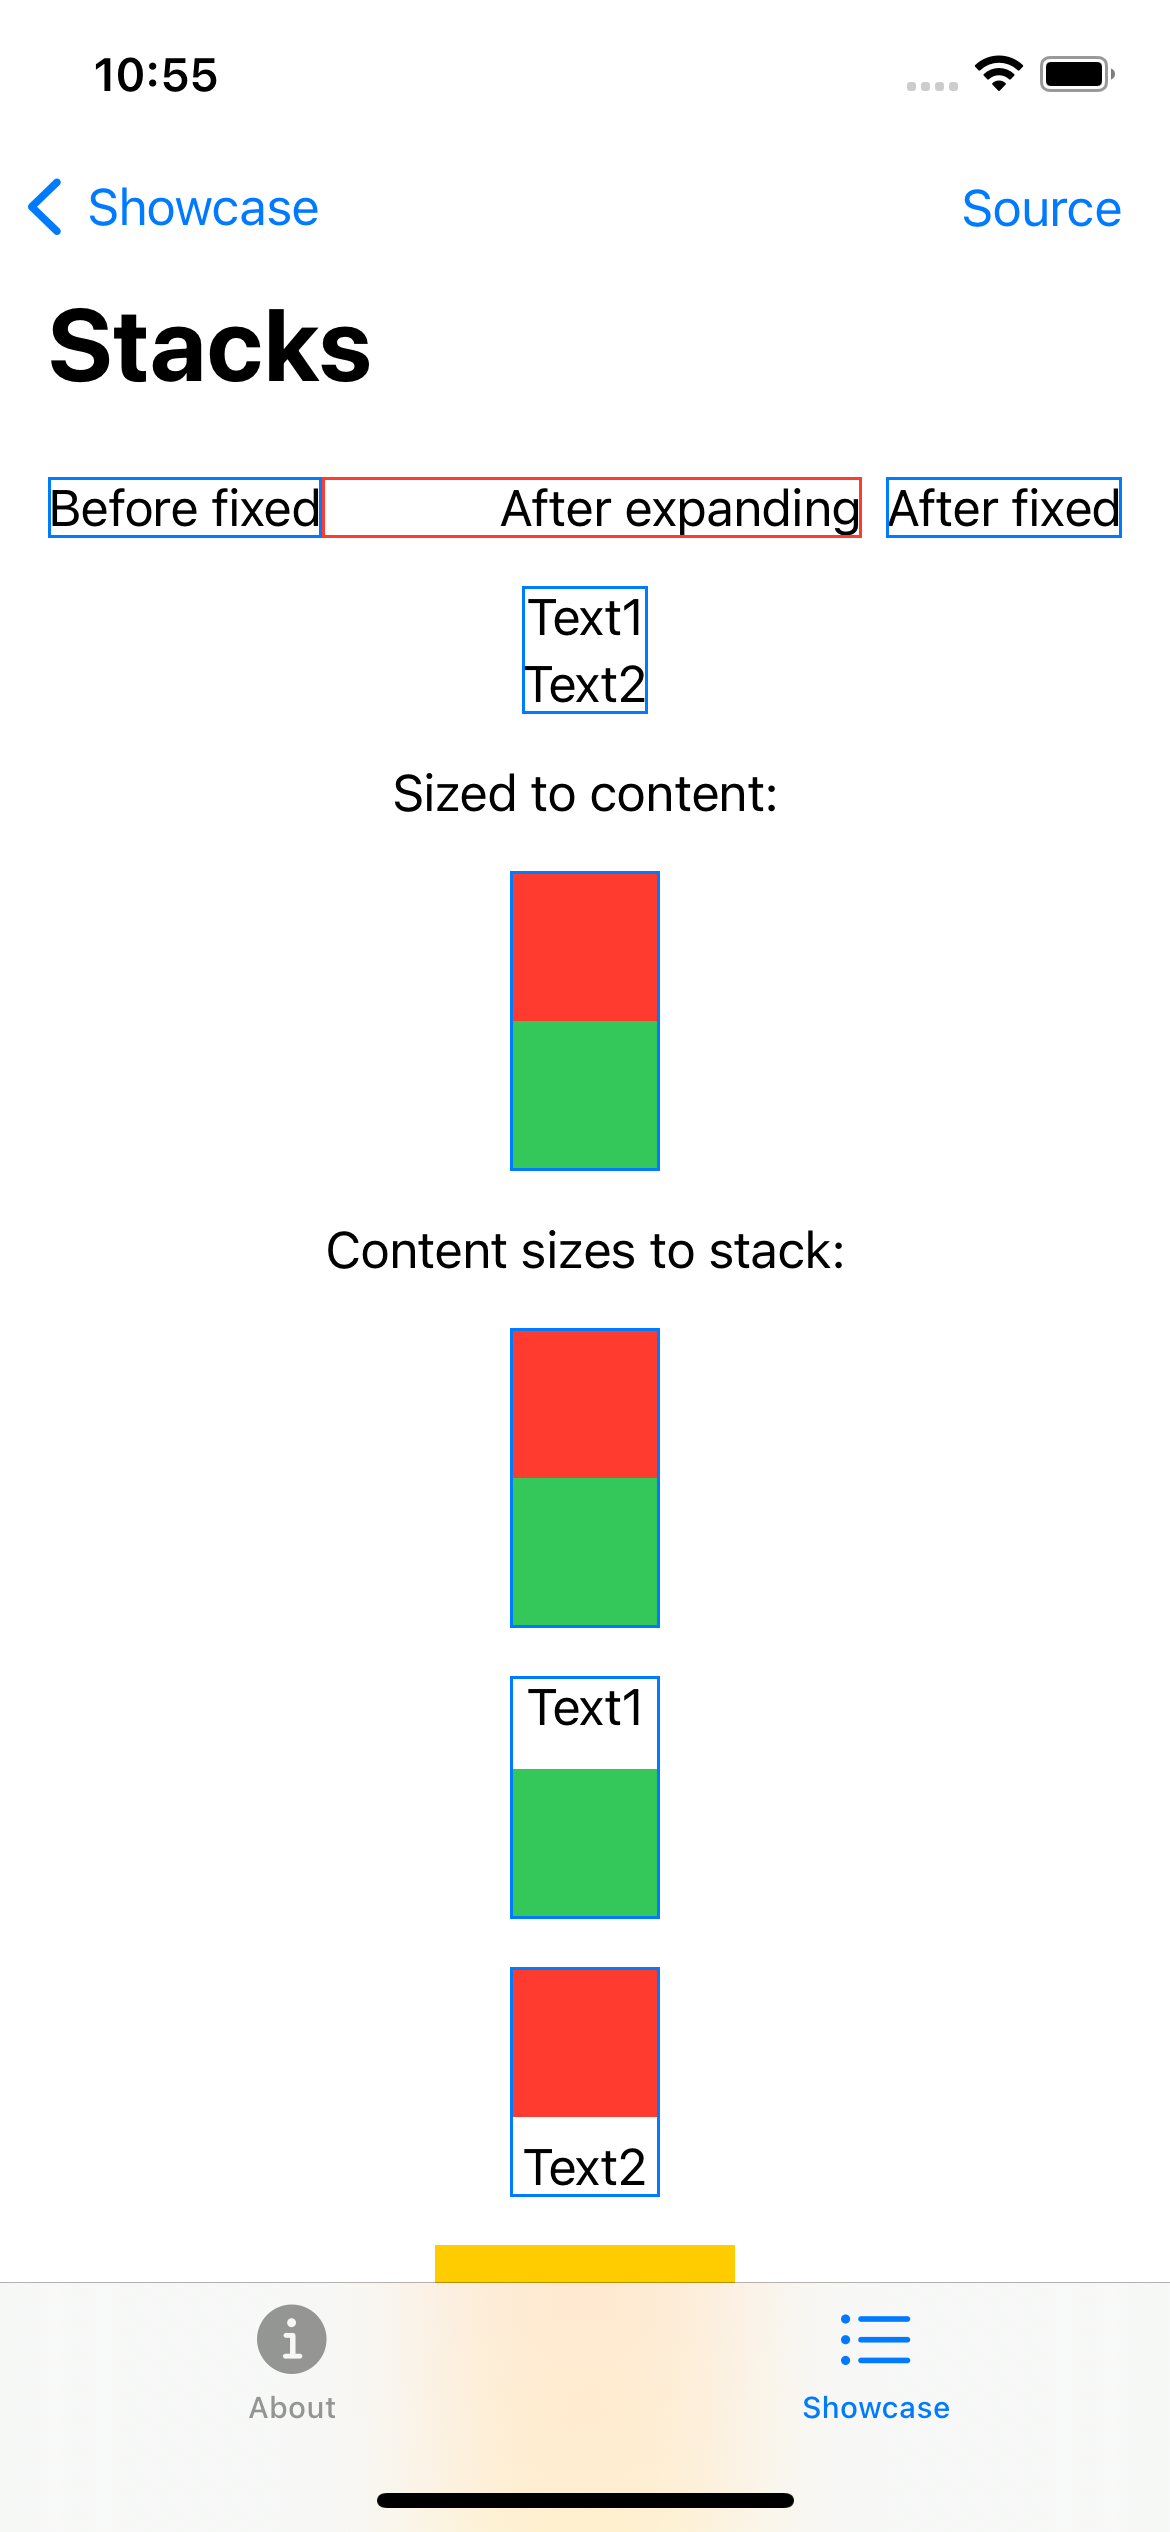 10:55
Showcase Source
Stacks
Before fixed After expanding After fixed
Text1
Text2
Sized to content:
Content sizes to stack:
Text1
Text2
About Showcase